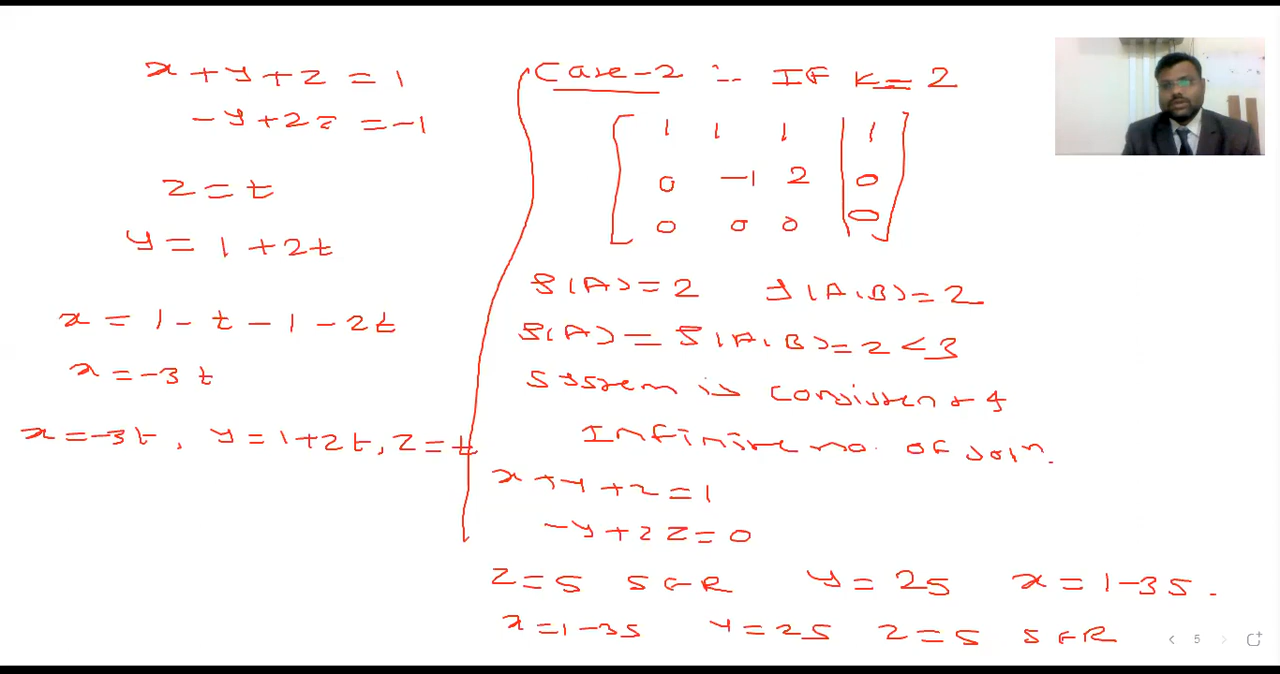 x + y + z = 1
-y + 2z = -1
z = t
y = 1 + 2t
x = 1 - t - 1 - 2t
x = -3t
x = -3t, y = 1 + 2t, z = t
Case-2 :- IF K = 2
1 1 1 | 1
0 -1 2 | 0
0 0 0 | 0
ρ(A) = 2 ρ(A,B) = 2
ρ(A) = ρ(A,B) = 2 < 3
System is consistent &
Infinite no. of soln.
x + y + z = 1
-y + 2z = 0
z = s s ∈ R y = 2s x = 1 - 3s.
x = 1 - 3s y = 2s z = s s ∈ R
< 5 >